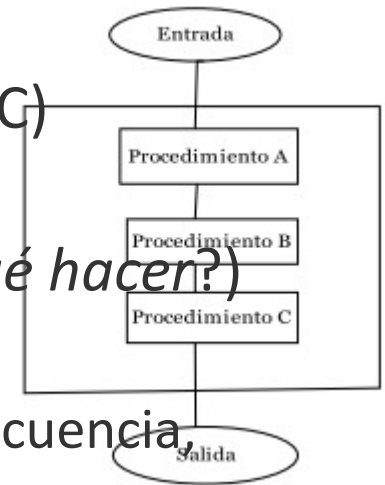 Entrada
C)
Procedimiento A
Procedimiento B
é hacer?)
Procedimiento C
cuencia,
Salida